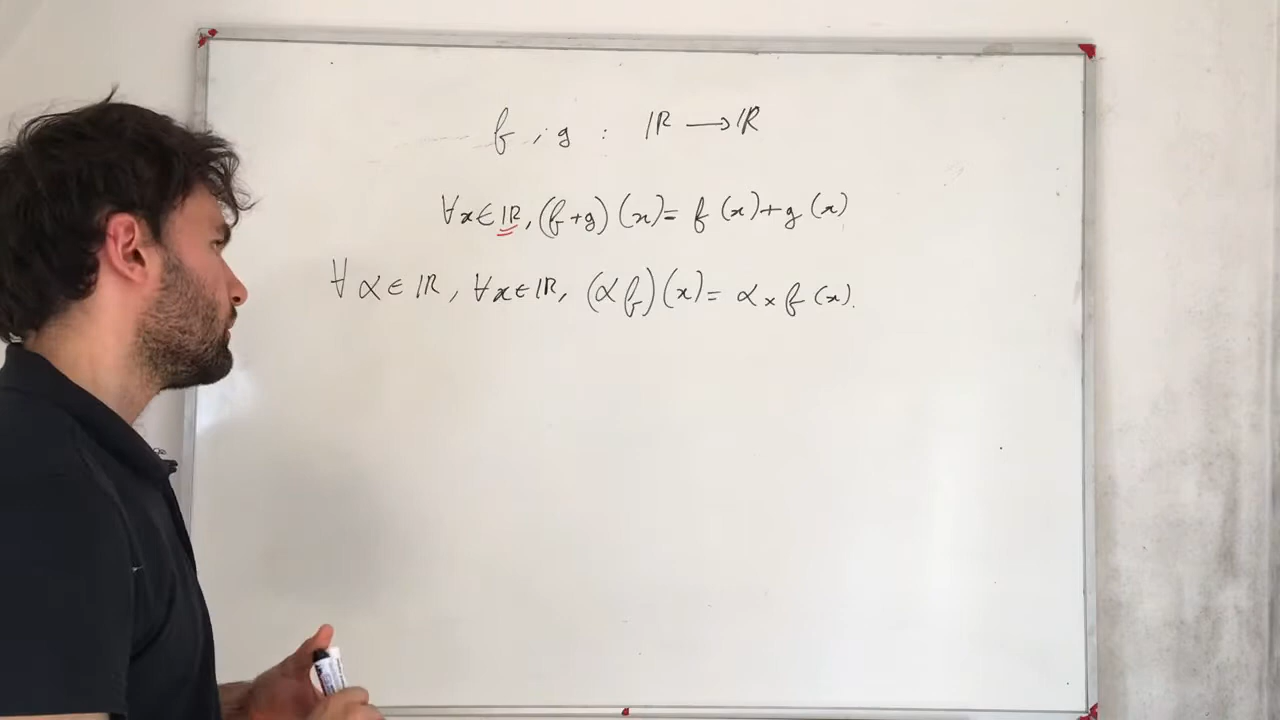 f, g : ℝ ⟶ ℝ
∀x∈ℝ, (f+g)(x)= f(x)+g(x)
∀ α∈ℝ, ∀x∈ℝ, (αf)(x)= α×f(x).